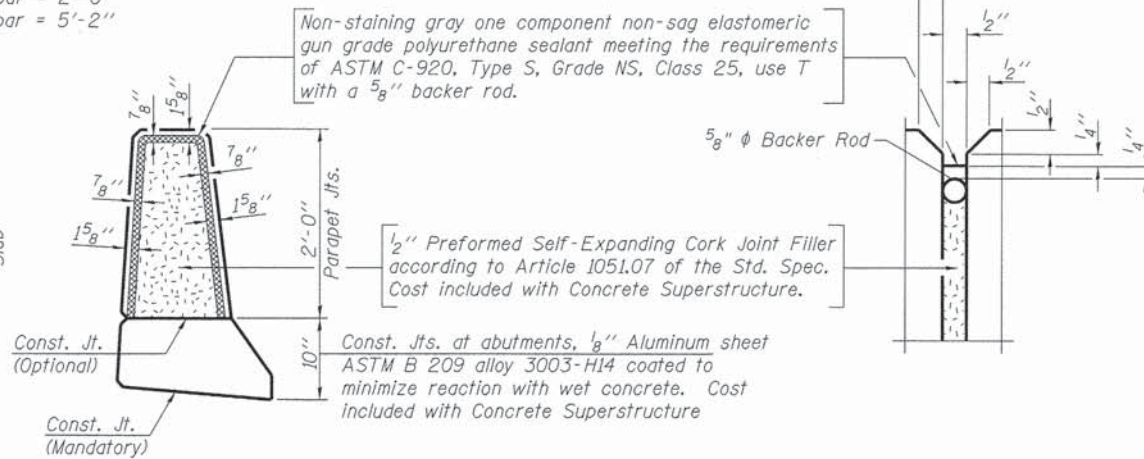 bar = 5'-2"
Non-staining gray one component non-sag elastomeric
gun grade polyurethane sealant meeting the requirements
of ASTM C-920, Type S, Grade NS, Class 25, use T
with a 5/8" backer rod.
1/2"
1/2"
1/2"
1/4"
1/4"
5/8" ϕ Backer Rod
7/8"
1 5/8"
7/8"
7/8"
1 5/8"
1 5/8"
2'-0"
Parapet Jts.
1/2" Preformed Self-Expanding Cork Joint Filler
according to Article 1051.07 of the Std. Spec.
Cost included with Concrete Superstructure.
Const. Jt.
(Optional)
10"
Const. Jts. at abutments, 1/8" Aluminum sheet
ASTM B 209 alloy 3003-H14 coated to
minimize reaction with wet concrete. Cost
included with Concrete Superstructure
Const. Jt.
(Mandatory)